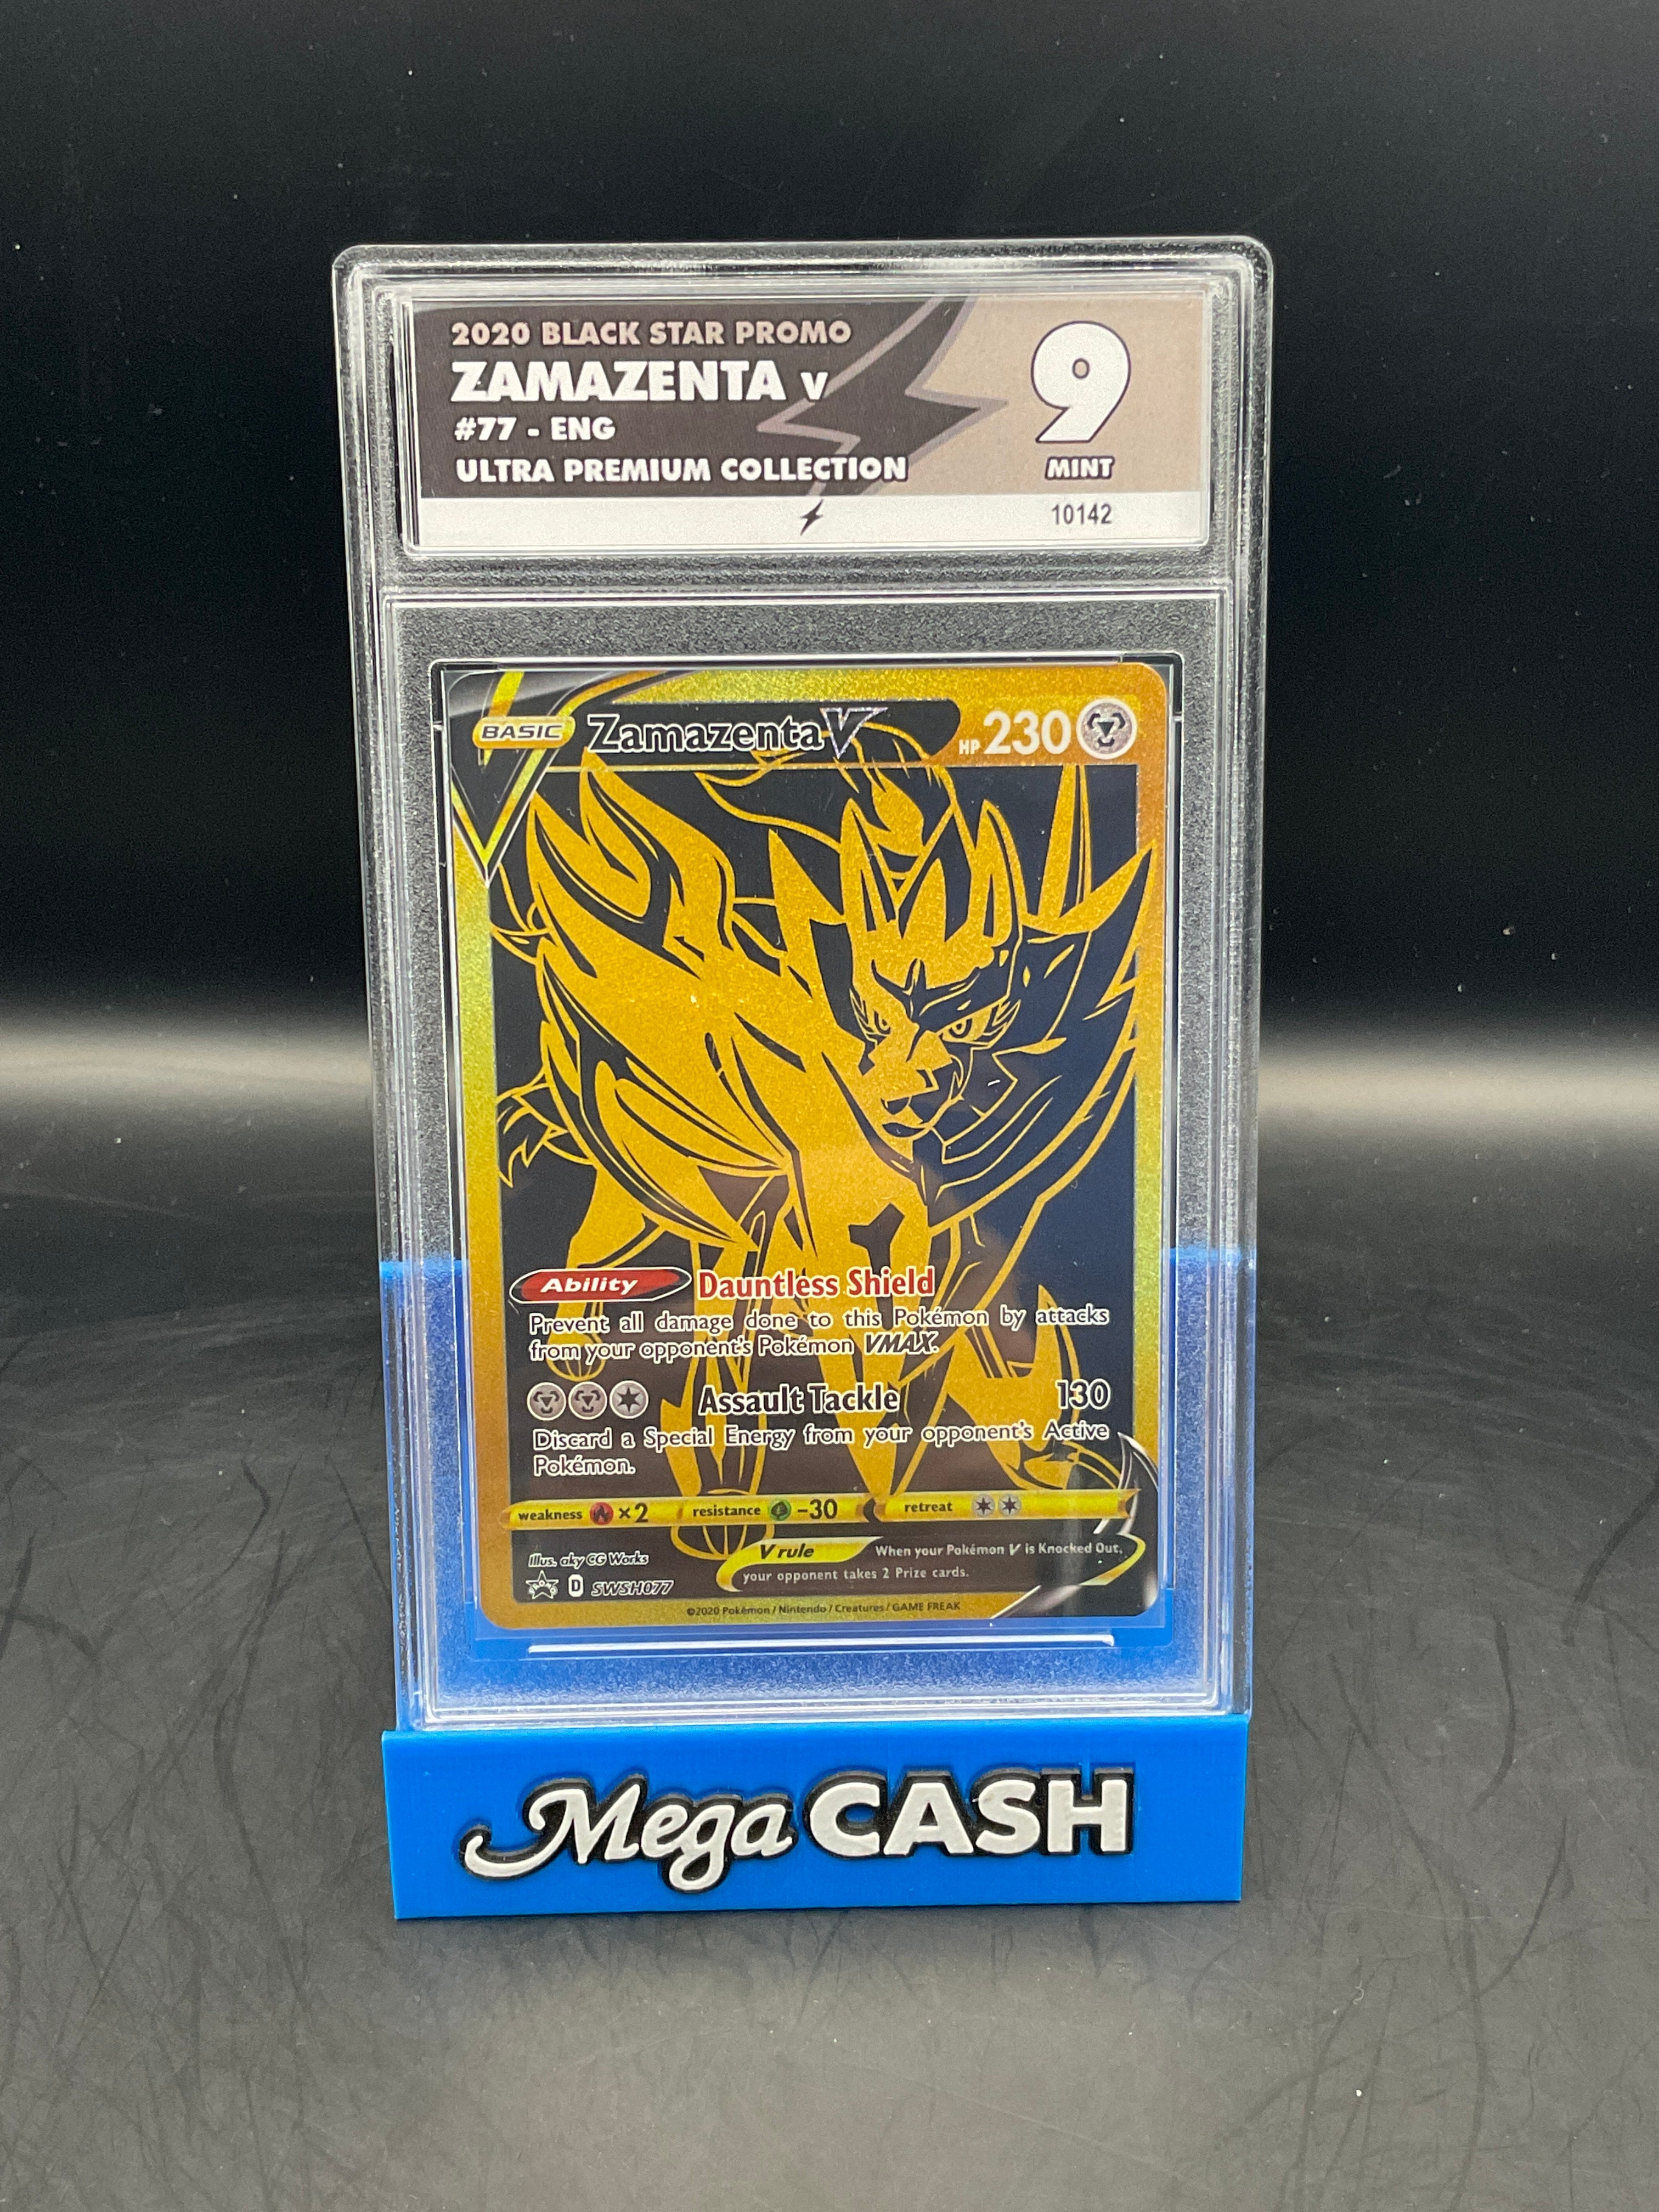 2020 BLACK STAR PROMO
ZAMAZENTA V
#77 - ENG
ULTRA PREMIUM COLLECTION
9
MINT
10142
BASIC Zamazenta V HP 230
Ability Dauntless Shield
Prevent all damage done to this Pokémon by attacks
from your opponent's Pokémon VMAX.
Assault Tackle 130
Discard a Special Energy from your opponent's Active
Pokémon.
weakness ×2 resistance -30 retreat
Illus. aky CG Works
V rule When your Pokémon V is Knocked Out,
your opponent takes 2 Prize cards.
D SWSH077
©2020 Pokémon / Nintendo / Creatures / GAME FREAK
Mega CASH